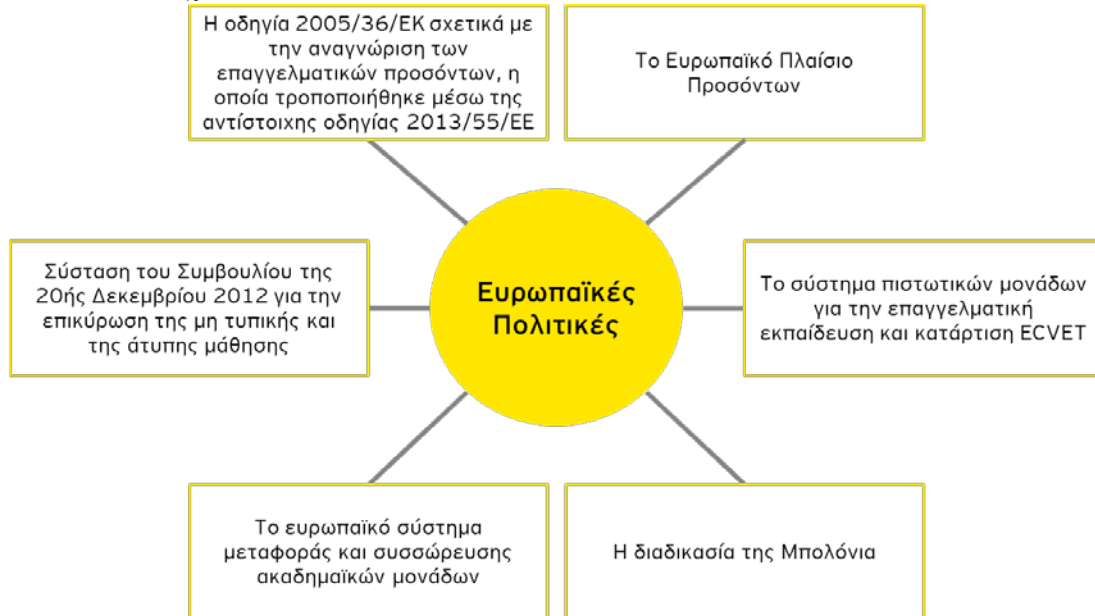 Η οδηγία 2005/36/ΕΚ σχετικά με
την αναγνώριση των
επαγγελματικών προσόντων, η
οποία τροποποιήθηκε μέσω της
αντίστοιχης οδηγίας 2013/55/ΕΕ
Το Ευρωπαϊκό Πλαίσιο
Προσόντων
Σύσταση του Συμβουλίου της
20ής Δεκεμβρίου 2012 για την
επικύρωση της μη τυπικής και
της άτυπης μάθησης
Ευρωπαϊκές
Πολιτικές
Το σύστημα πιστωτικών μονάδων
για την επαγγελματική
εκπαίδευση και κατάρτιση ECVET
Το ευρωπαϊκό σύστημα
μεταφοράς και συσσώρευσης
ακαδημαϊκών μονάδων
Η διαδικασία της Μπολόνια